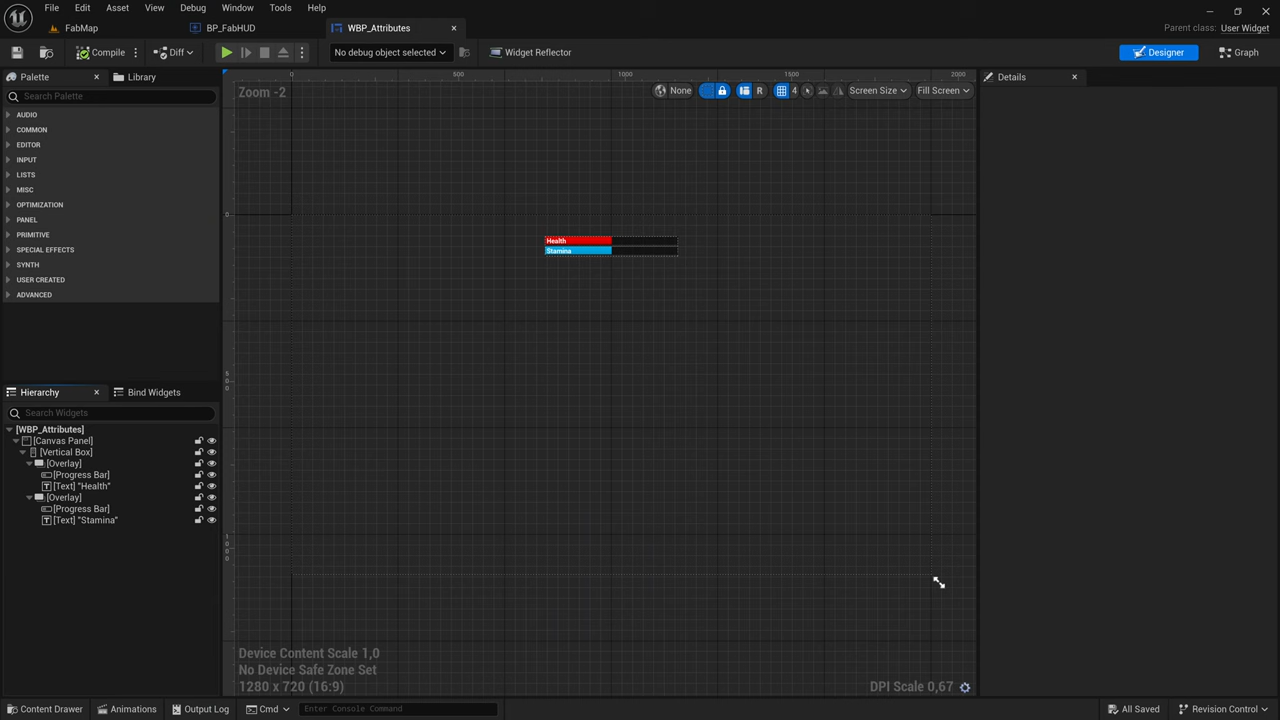 File Edit Asset View Debug Window Tools Help
FabMap BP_FabHUD WBP_Attributes
Parent class: User Widget
Compile Diff No debug object selected Widget Reflector Designer Graph
Palette Library
Search Palette
AUDIO
COMMON
EDITOR
INPUT
LISTS
MISC
OPTIMIZATION
PANEL
PRIMITIVE
SPECIAL EFFECTS
SYNTH
USER CREATED
ADVANCED
Hierarchy Bind Widgets
Search Widgets
[WBP_Attributes]
[Canvas Panel]
[Vertical Box]
[Overlay]
[Progress Bar]
[Text] "Health"
[Overlay]
[Progress Bar]
[Text] "Stamina"
0 500 1000 1500 2000
Zoom -2
None R 4 Screen Size Fill Screen
0
500
1000
Health
Stamina
Device Content Scale 1,0
No Device Safe Zone Set
1280 x 720 (16:9)
DPI Scale 0,67
Details
Content Drawer Animations Output Log Cmd Enter Console Command All Saved Revision Control